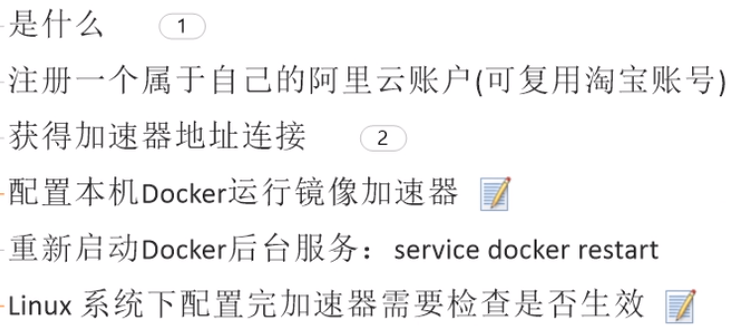 是什么 1
注册一个属于自己的阿里云账户(可复用淘宝账号)
获得加速器地址连接 2
配置本机Docker运行镜像加速器
重新启动Docker后台服务：service docker restart
Linux 系统下配置完加速器需要检查是否生效